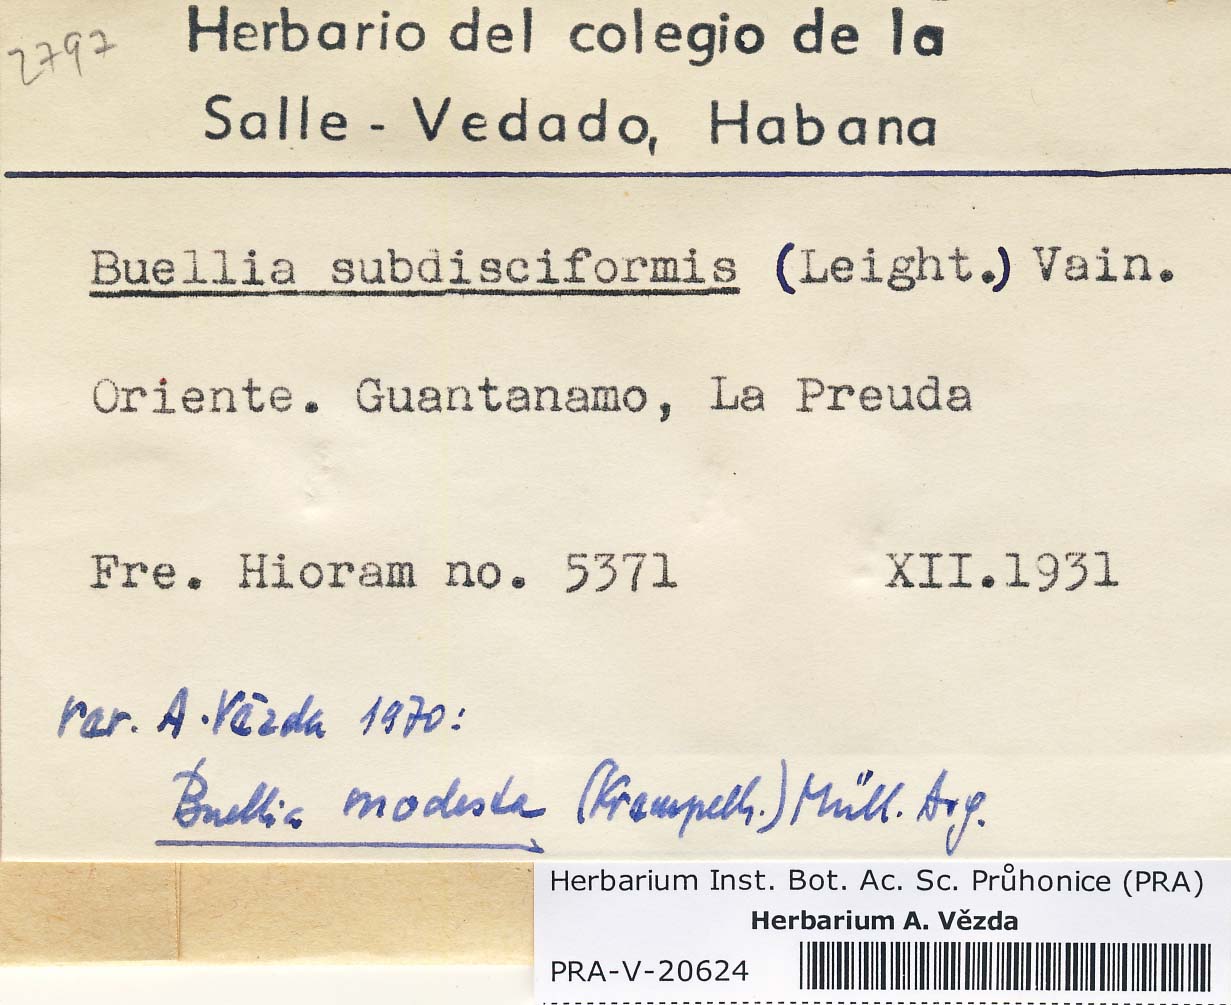 2797
Herbario del colegio de la
Salle - Vedado, Habana
Buellia subdisciformis (Leight.) Vain.
Oriente. Guantanamo, La Preuda
Fre. Hioram no. 5371 XII.1931
rev. A. Vězda 1970:
Buellia modesta (Krempelh.) Müll. Arg.
Herbarium Inst. Bot. Ac. Sc. Průhonice (PRA)
Herbarium A. Vězda
PRA-V-20624